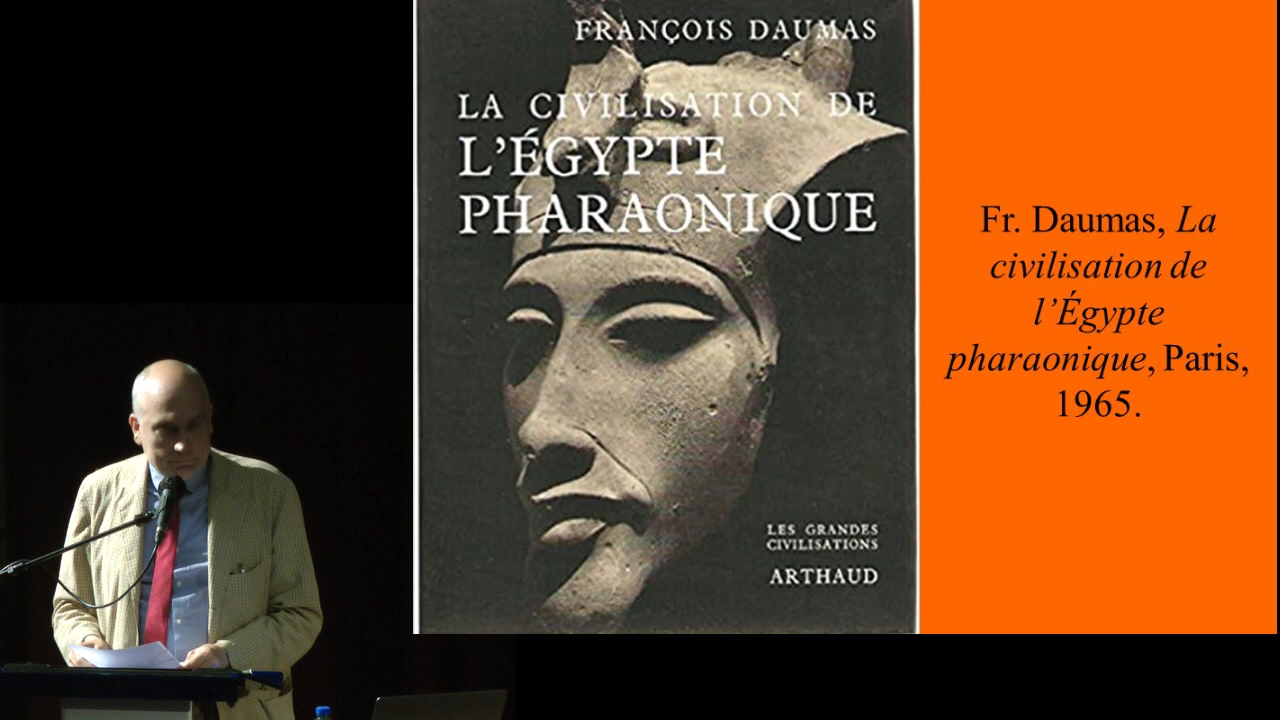 FRANÇOIS DAUMAS
LA CIVILISATION DE
L'ÉGYPTE
PHARAONIQUE
LES GRANDES
CIVILISATIONS
ARTHAUD
Fr. Daumas, La
civilisation de
l’Égypte
pharaonique, Paris,
1965.